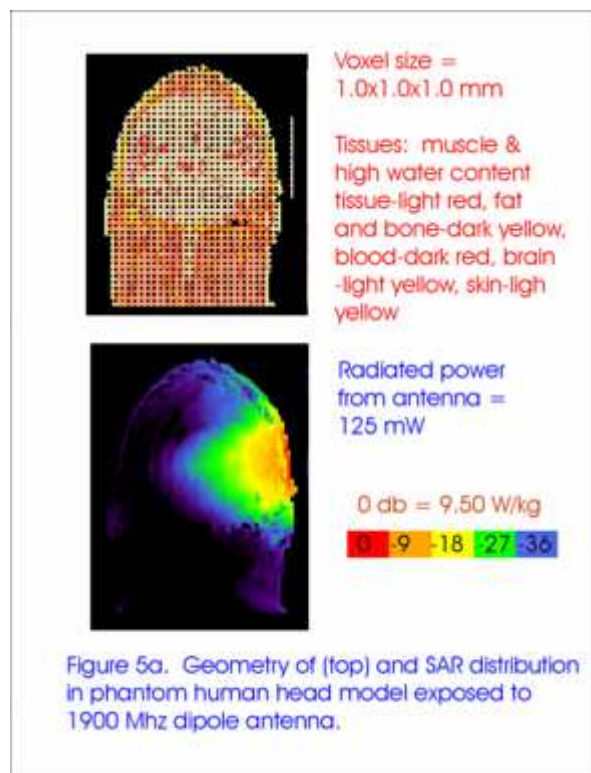 Voxel size =
1.0x1.0x1.0 mm
Tissues: muscle &
high water content
tissue-light red, fat
and bone-dark yellow,
blood-dark red, brain
-light yellow, skin-ligh
yellow
Radiated power
from antenna =
125 mW
0 db = 9.50 W/kg
0 -9 -18 -27 -36
Figure 5a. Geometry of (top) and SAR distribution
in phantom human head model exposed to
1900 Mhz dipole antenna.